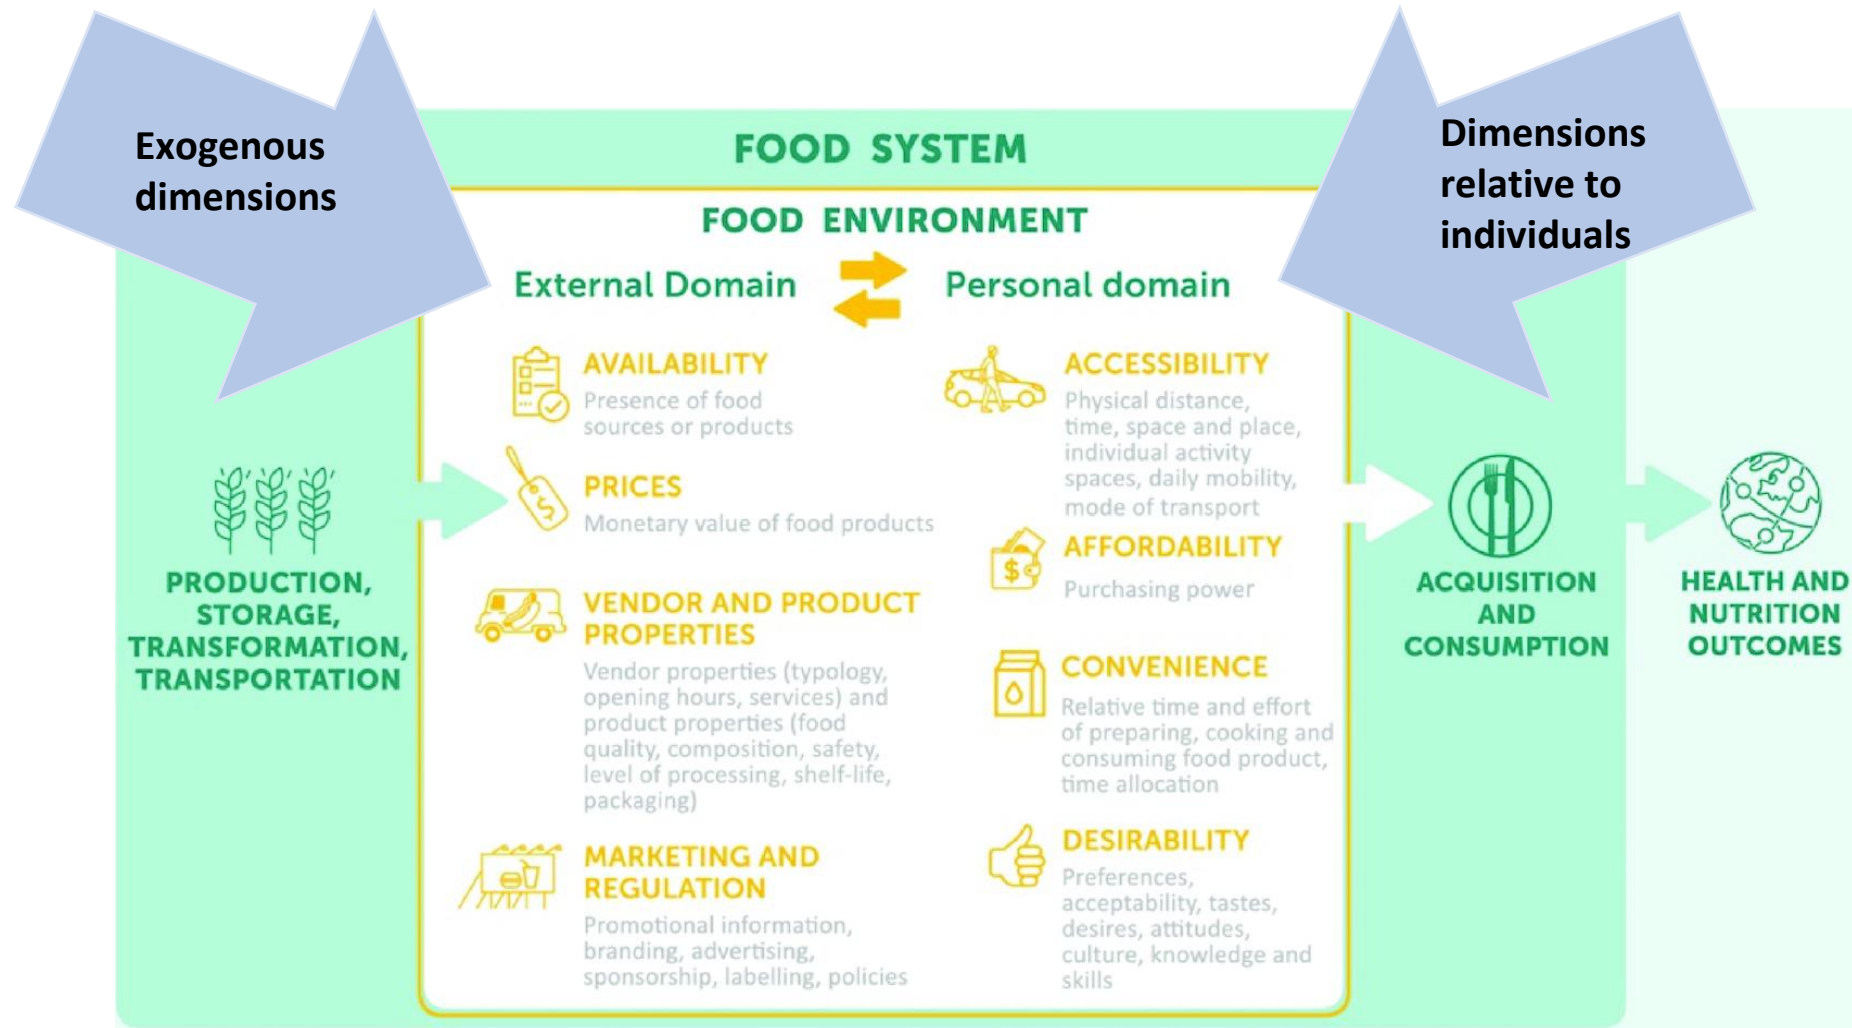 Exogenous
dimensions
Dimensions
relative to
individuals
FOOD SYSTEM
FOOD ENVIRONMENT
External Domain
Personal domain
AVAILABILITY
Presence of food
sources or products
PRICES
Monetary value of food products
VENDOR AND PRODUCT
PROPERTIES
Vendor properties (typology,
opening hours, services) and
product properties (food
quality, composition, safety,
level of processing, shelf-life,
packaging)
MARKETING AND
REGULATION
Promotional information,
branding, advertising,
sponsorship, labelling, policies
ACCESSIBILITY
Physical distance,
time, space and place,
individual activity
spaces, daily mobility,
mode of transport
AFFORDABILITY
$
Purchasing power
CONVENIENCE
Relative time and effort
of preparing, cooking and
consuming food product,
time allocation
DESIRABILITY
Preferences,
acceptability, tastes,
desires, attitudes,
culture, knowledge and
skills
PRODUCTION,
STORAGE,
TRANSFORMATION,
TRANSPORTATION
$
ACQUISITION
AND
CONSUMPTION
HEALTH AND
NUTRITION
OUTCOMES